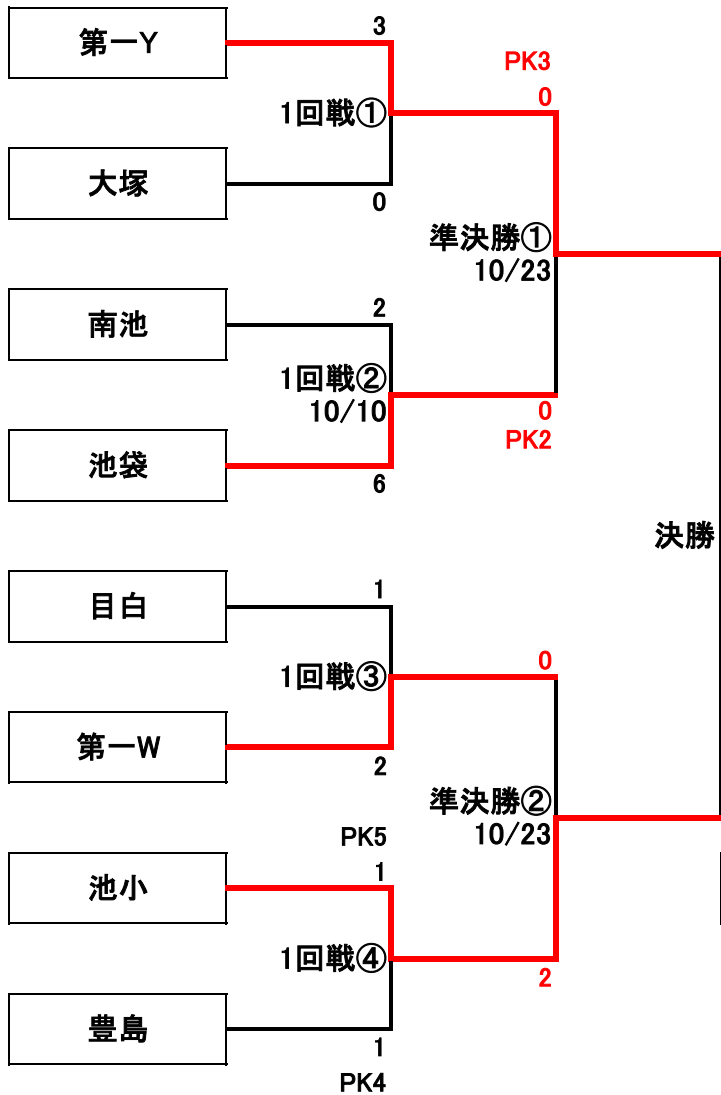 3
第一Y
PK3
0
1回戦①
大塚
0
準決勝①
10/23
2
南池
1回戦②
10/10
0
PK2
池袋
6
決勝
1
目白
0
1回戦③
第一W
2
準決勝②
10/23
PK5
1
池小
1回戦④
2
豊島
1
PK4